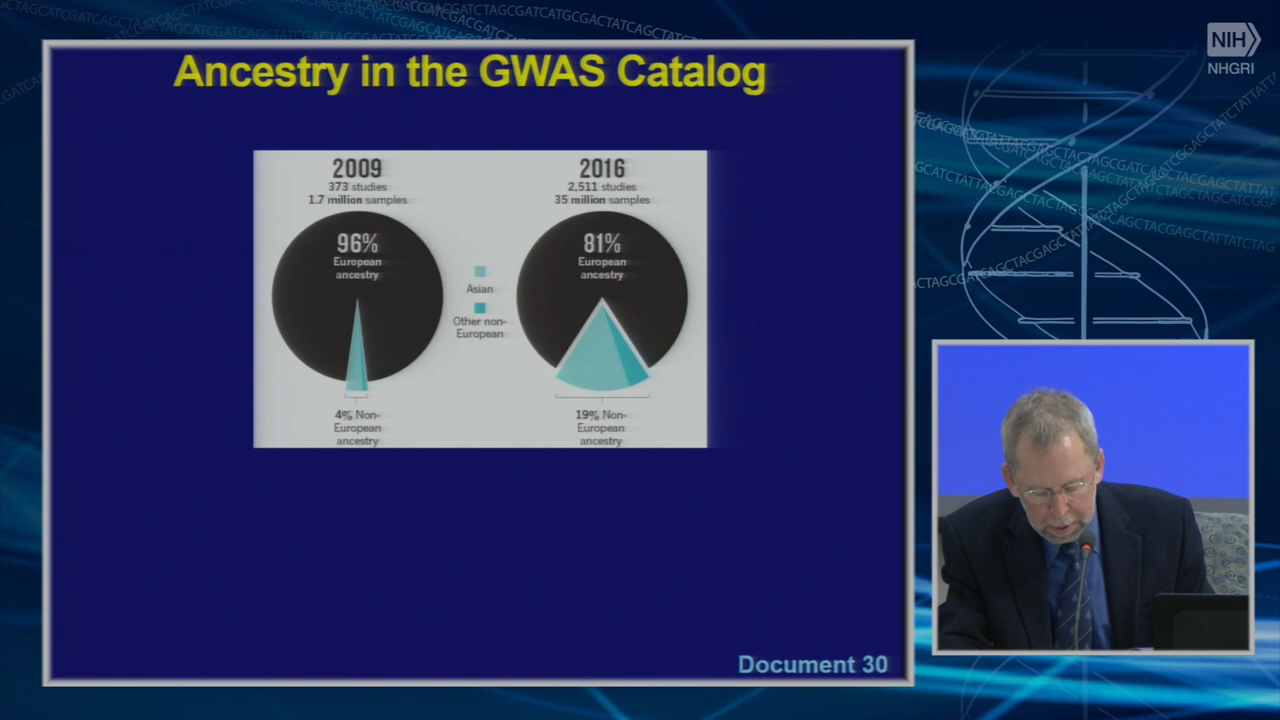 NIH
NHGRI
Ancestry in the GWAS Catalog
2009
373 studies
1.7 million samples
96%
European
ancestry
4% Non-
European
ancestry
Asian
Other non-
European
2016
2,511 studies
35 million samples
81%
European
ancestry
19% Non-
European
ancestry
Document 30